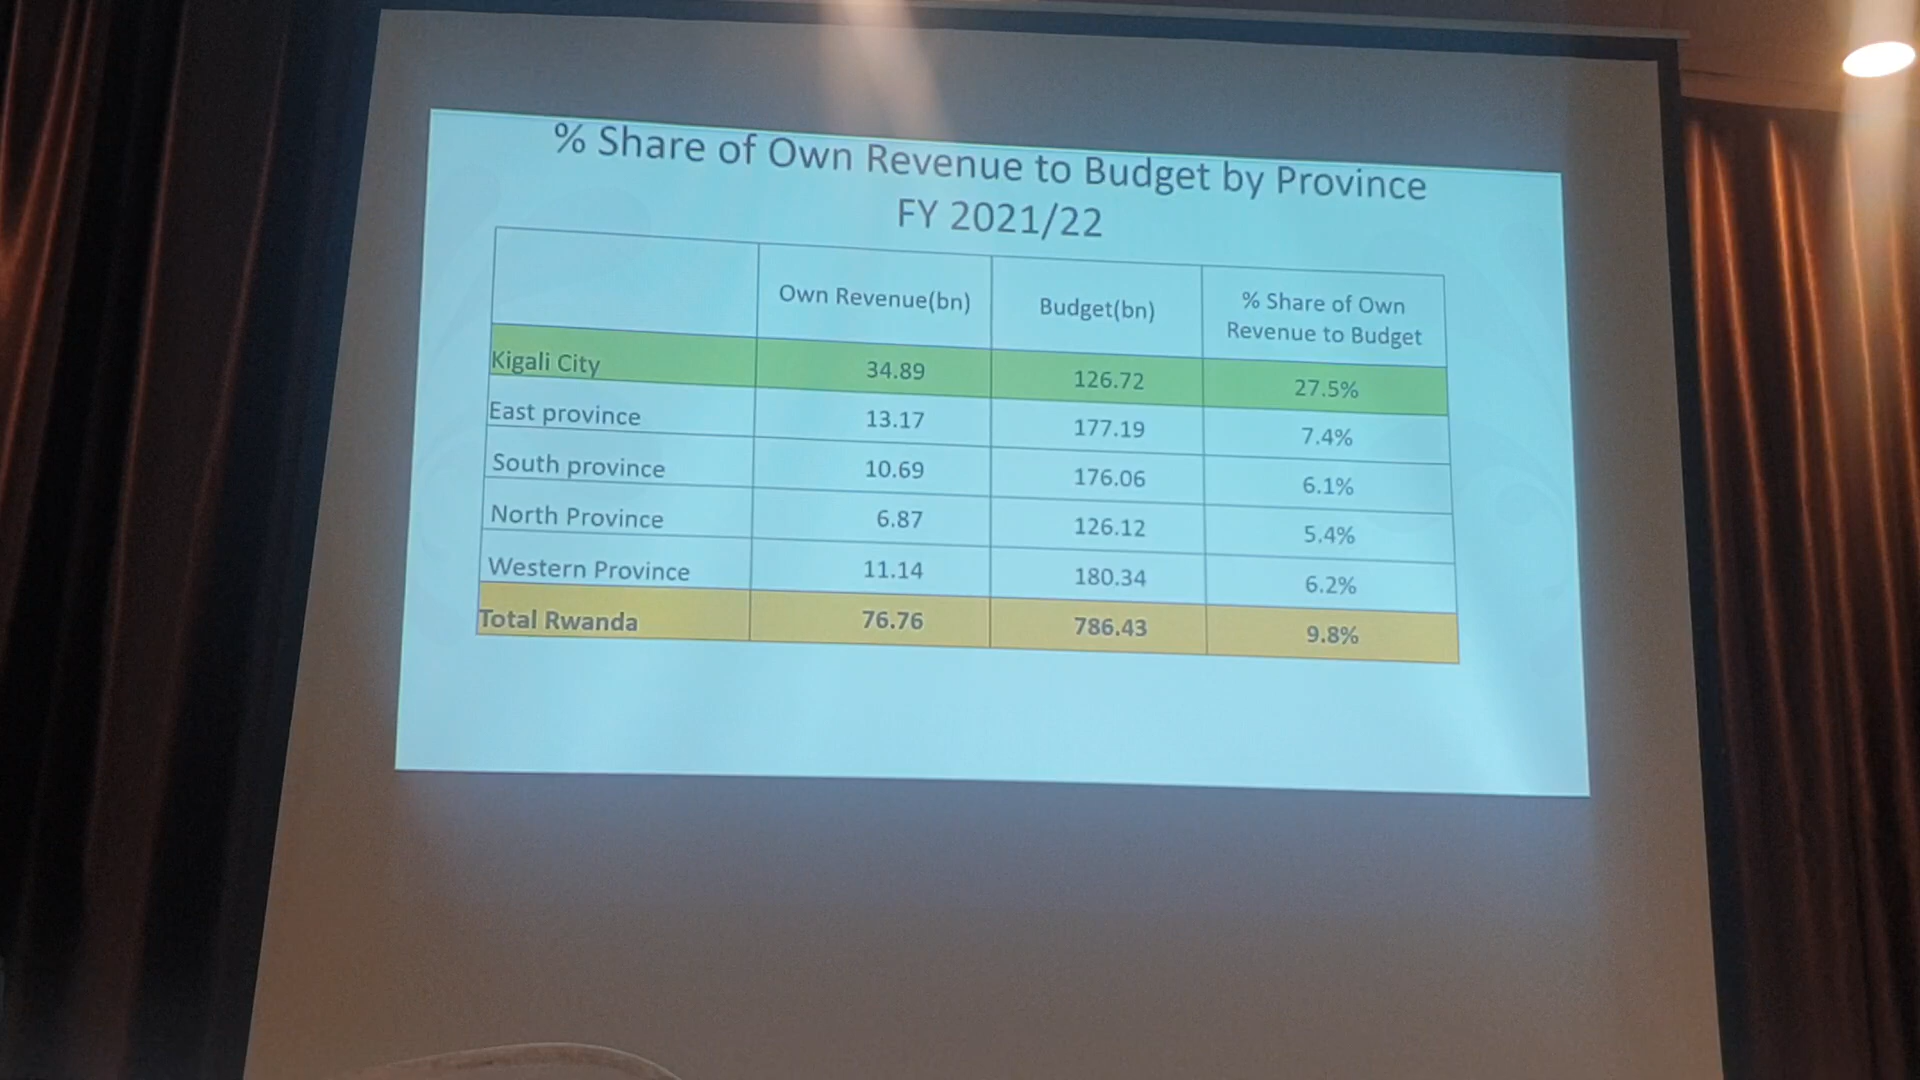 % Share of Own Revenue to Budget by Province
FY 2021/22
Own Revenue(bn) Budget(bn) % Share of Own
Revenue to Budget
Kigali City 34.89 126.72 27.5%
East province 13.17 177.19 7.4%
South province 10.69 176.06 6.1%
North Province 6.87 126.12 5.4%
Western Province 11.14 180.34 6.2%
Total Rwanda 76.76 786.43 9.8%